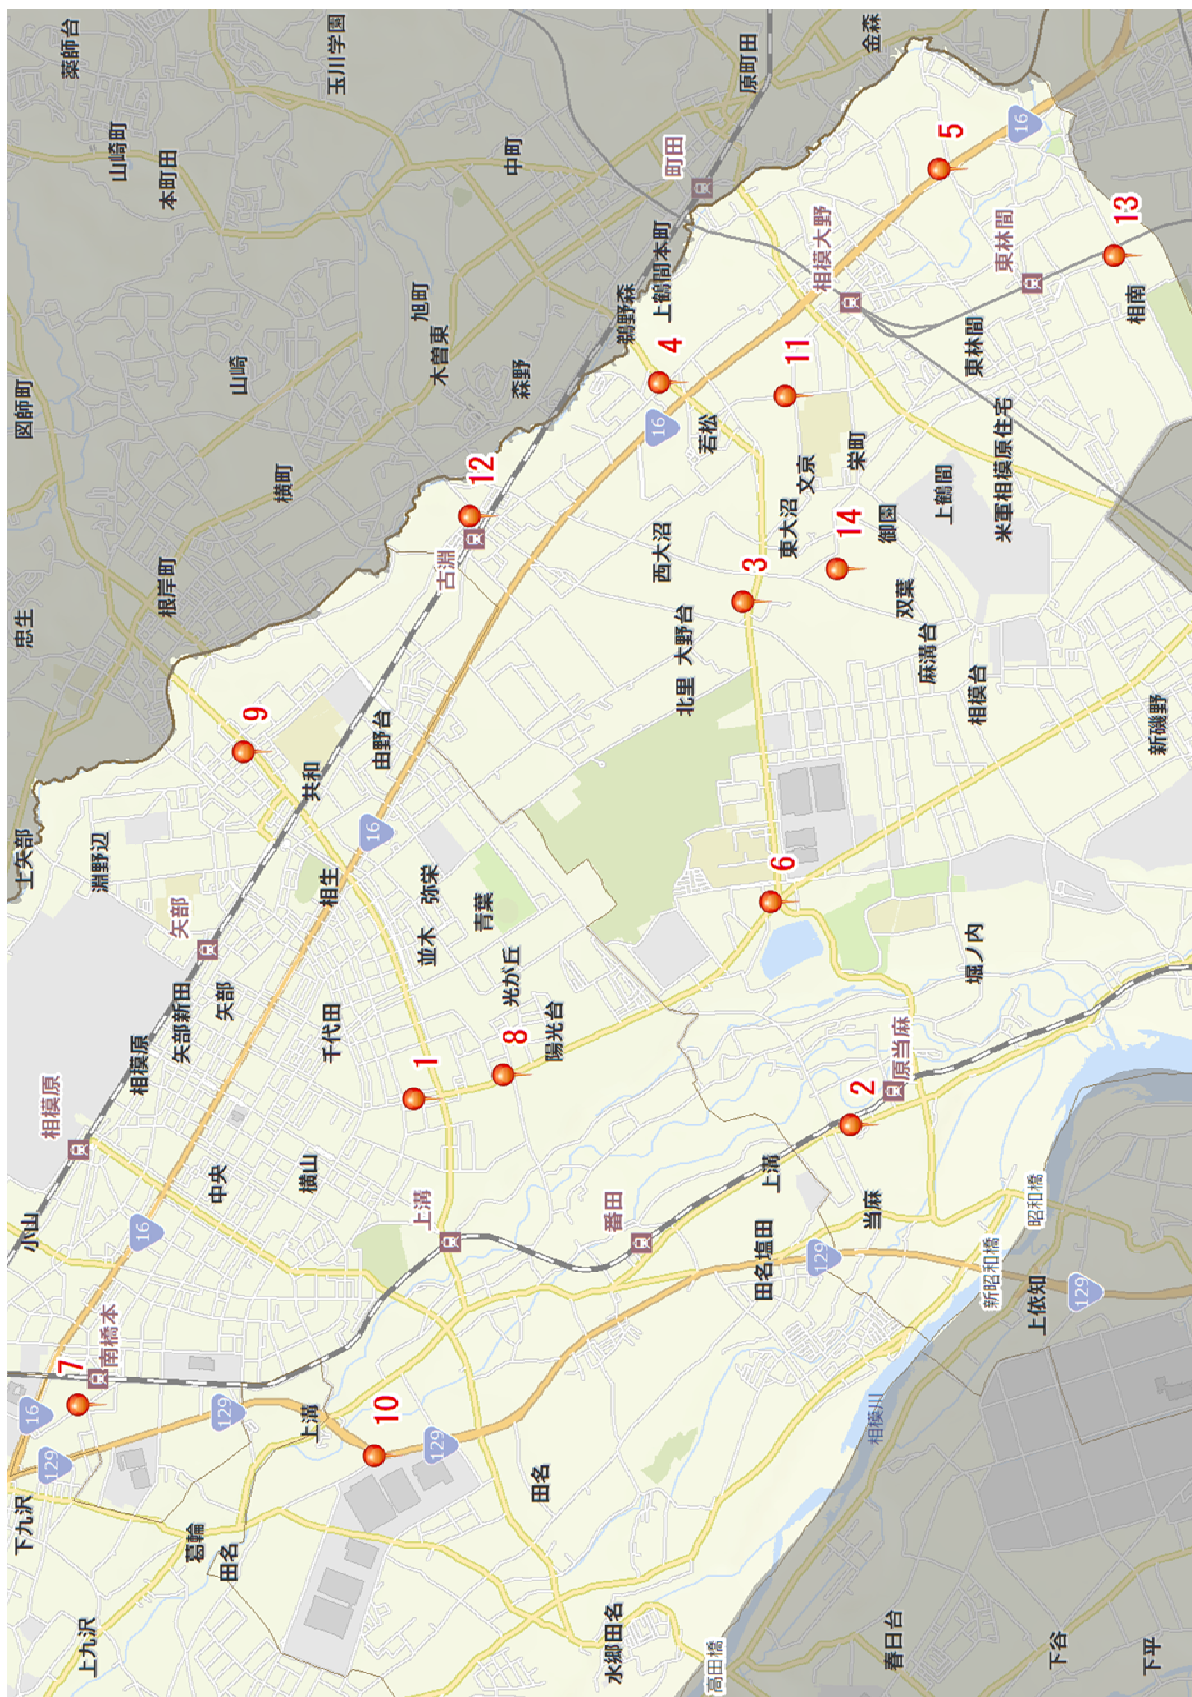 下九沢
小山
上矢部
忠生
図師町
16
129
7
上九沢
南橋本
相模原
淵野辺
薬師台
相模原
16
山崎町
矢部新田
矢部
根岸町
本町田
葛輪
田名
129
中央
矢部
9
山崎
横町
上溝
横山
共和
千代田
相生
玉川学園
10
16
由野台
上溝
1
並木
弥栄
旭町
木曽東
129
古淵
12
青葉
光が丘
8
森野
中町
田名
陽光台
水郷田名
番田
鵜野森
上鶴間本町
西大沼
16
4
町田
北里
大野台
若松
高田橋
原町田
田名塩田
上溝
3
6
東大沼
文京
11
129
相模大野
2
14
栄町
金森
当麻
相模川
原当麻
双葉
御園
春日台
麻溝台
上鶴間
5
堀ノ内
相模台
東林間
新昭和橋
米軍相模原住宅
東林間
16
昭和橋
上依知
下谷
129
13
相南
新磯野
下平